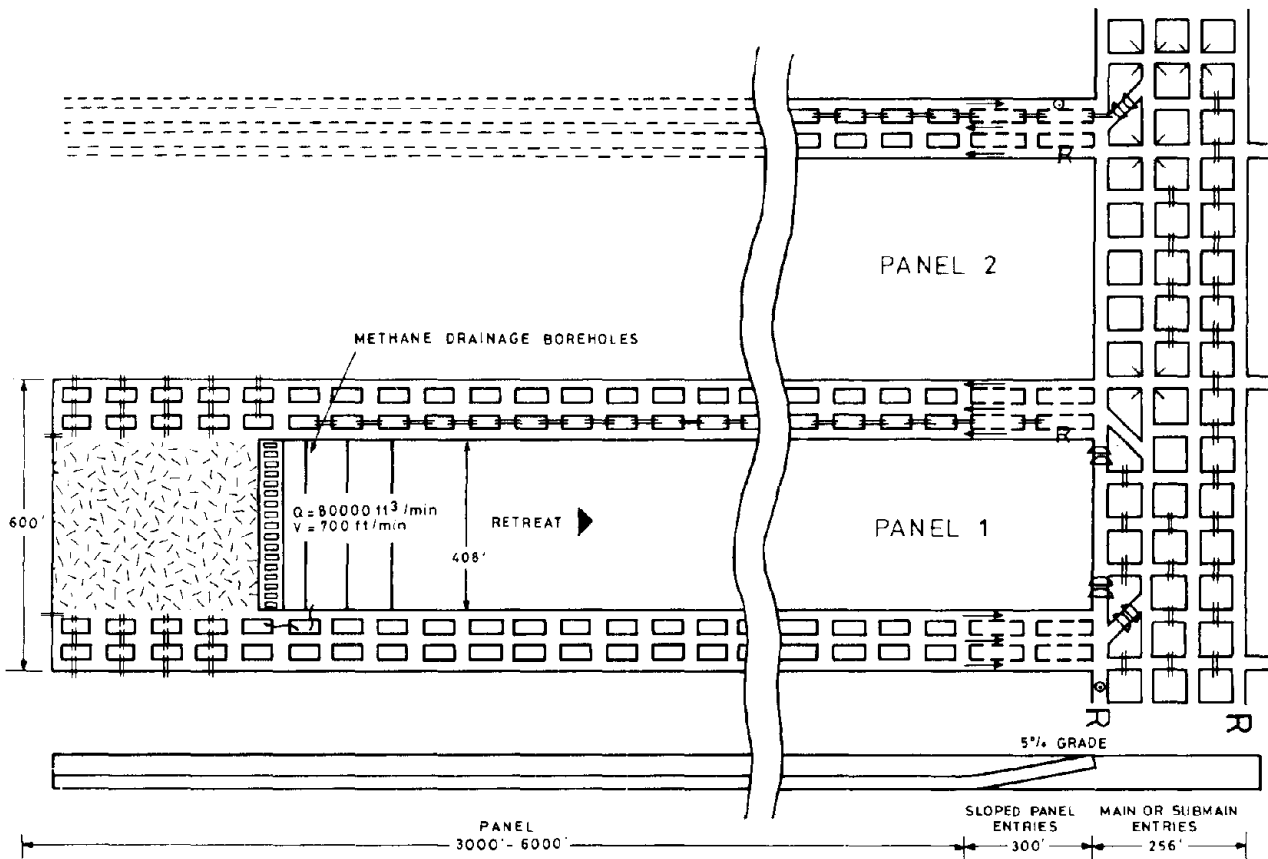 R
PANEL 2
METHANE DRAINAGE BOREHOLES
R
600'
Q = 80000 ft³/min
V = 700 ft/min
RETREAT
PANEL 1
408'
R
R
5% GRADE
SLOPED PANEL
ENTRIES
MAIN OR SUBMAIN
ENTRIES
PANEL
3000' - 6000'
300'
256'